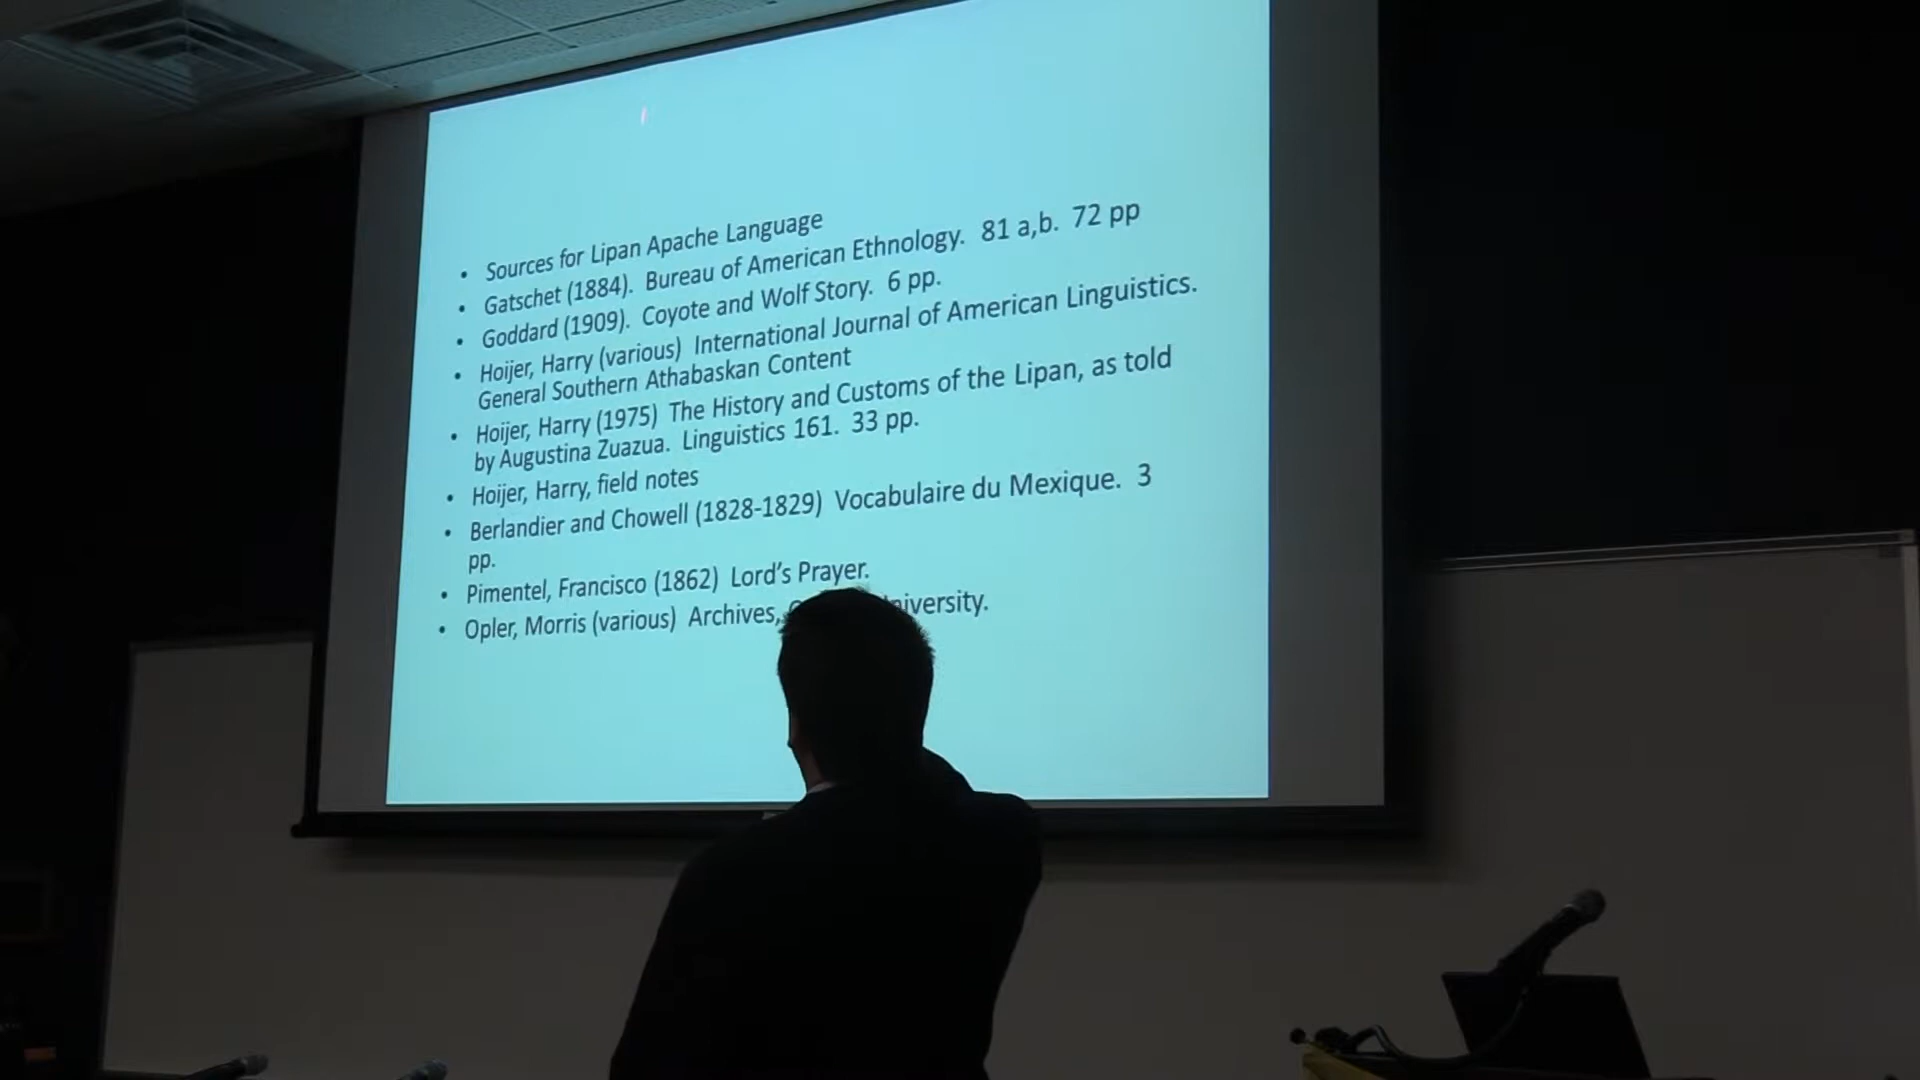 • Sources for Lipan Apache Language
• Gatschet (1884). Bureau of American Ethnology. 81 a,b. 72 pp
• Goddard (1909). Coyote and Wolf Story. 6 pp.
• Hoijer, Harry (various) International Journal of American Linguistics.
General Southern Athabaskan Content
• Hoijer, Harry (1975) The History and Customs of the Lipan, as told
by Augustina Zuazua. Linguistics 161. 33 pp.
• Hoijer, Harry, field notes
• Berlandier and Chowell (1828-1829) Vocabulaire du Mexique. 3
pp.
• Pimentel, Francisco (1862) Lord's Prayer.
• Opler, Morris (various) Archives,